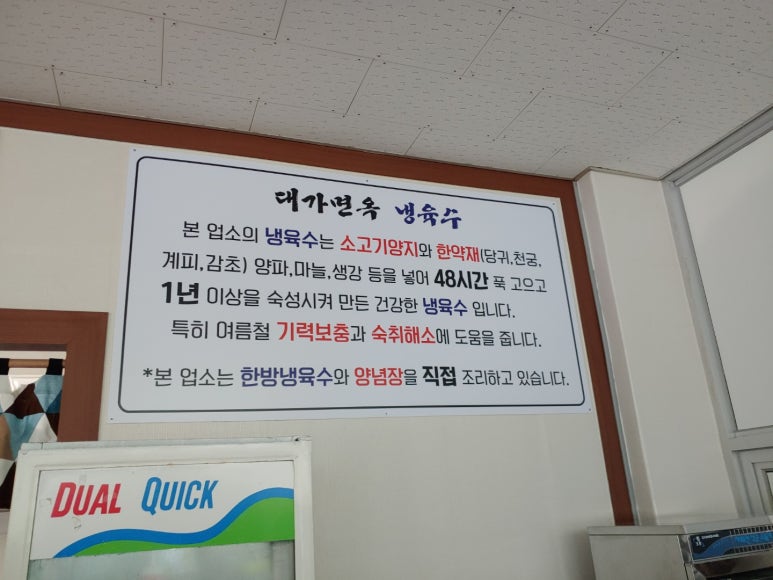 대가면옥 냉육수
본 업소의 냉육수는 소고기양지와 한약재(당귀,천궁,
계피,감초) 양파,마늘,생강 등을 넣어 48시간 푹 고으고
1년 이상을 숙성시켜 만든 건강한 냉육수 입니다.
특히 여름철 기력보충과 숙취해소에 도움을 줍니다.
*본 업소는 한방냉육수와 양념장을 직접 조리하고 있습니다.
DUAL QUICK